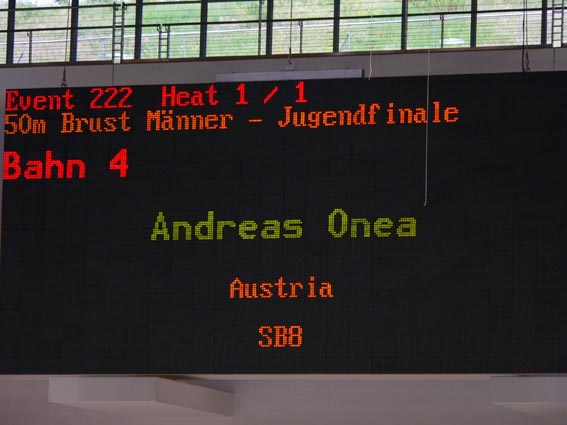 Event 222 Heat 1 / 1
50m Brust Männer - Jugendfinale
Bahn 4
Andreas Onea
Austria
SB8